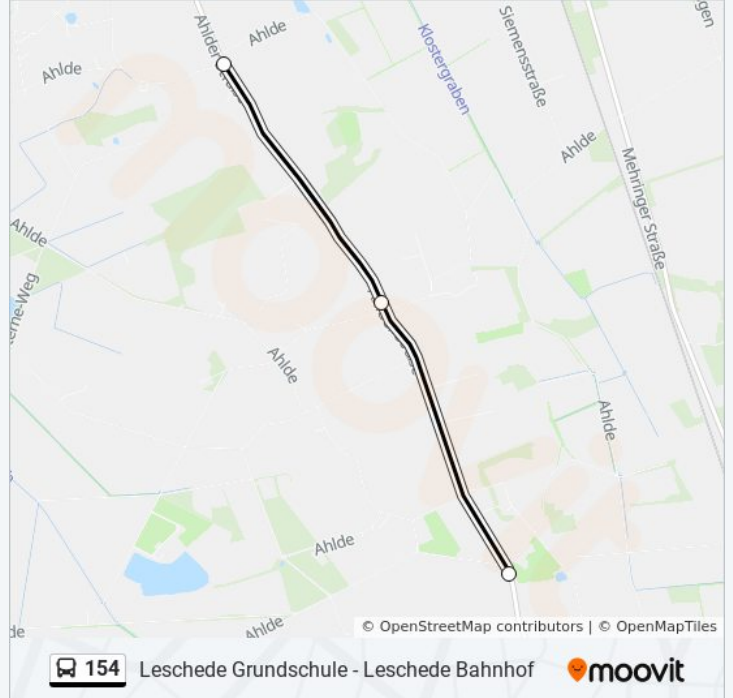 Ahlde
Ahlde
Klostergraben
Siemensstraße
Ahlde
Mehringer Straße
Ahlde
Ahlde
Ahlde
Ahlde
Ahlde
© OpenStreetMap contributors | © OpenMapTiles
154 Leschede Grundschule - Leschede Bahnhof moovit